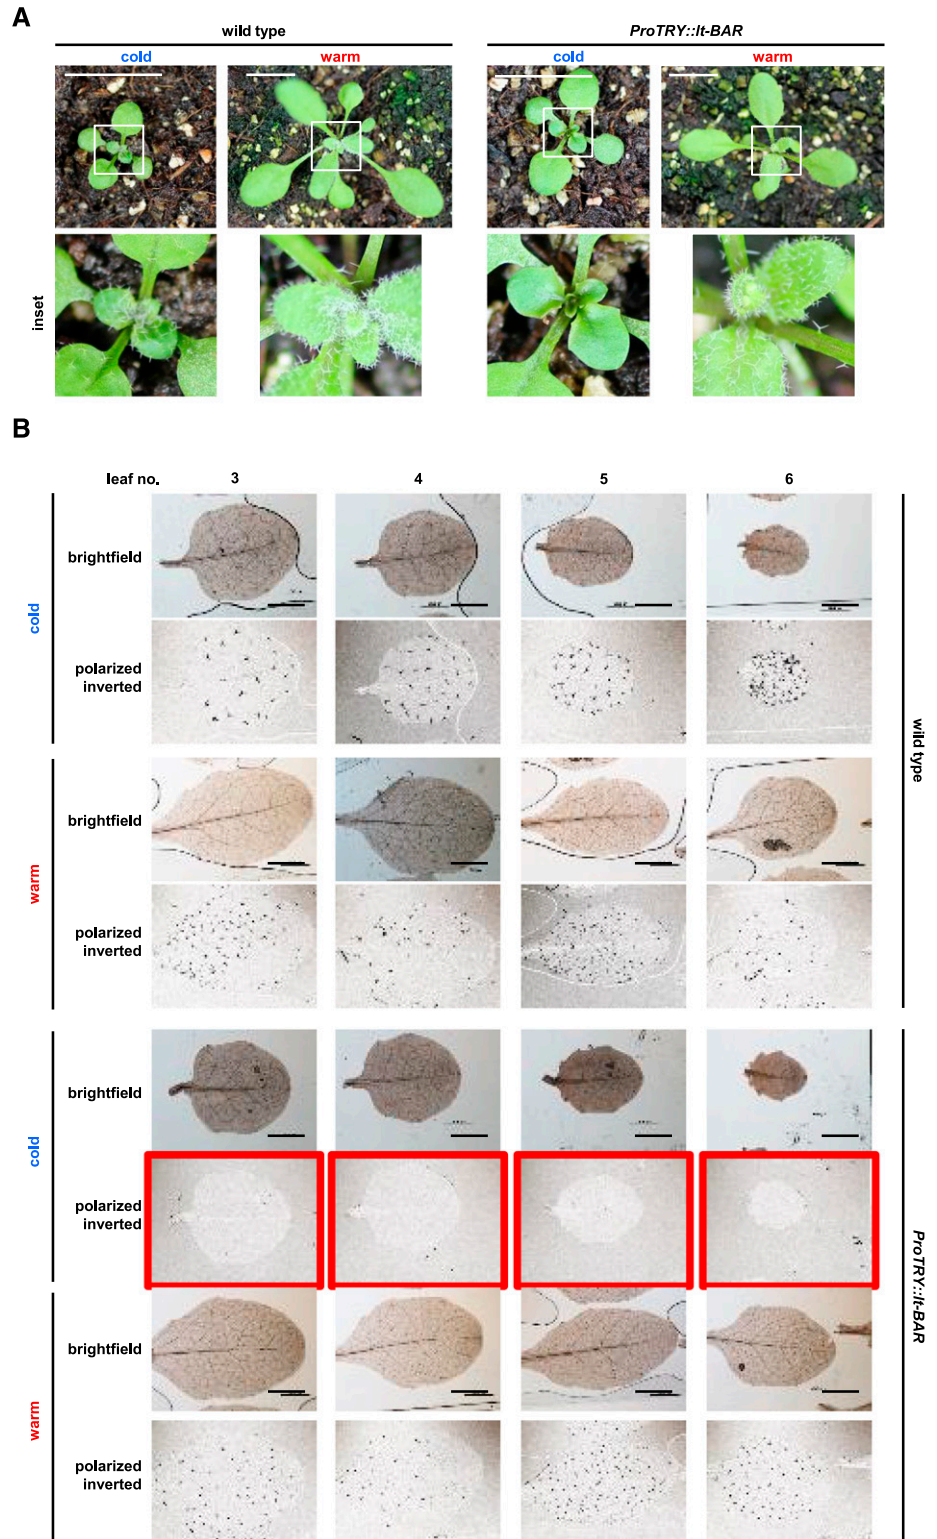 A
wild type
ProTRY::lt-BAR
cold
warm
cold
warm
inset
B
leaf no.
3
4
5
6
brightfield
cold
polarized
inverted
wild type
brightfield
warm
polarized
inverted
brightfield
cold
polarized
inverted
ProTRY::lt-BAR
brightfield
warm
polarized
inverted